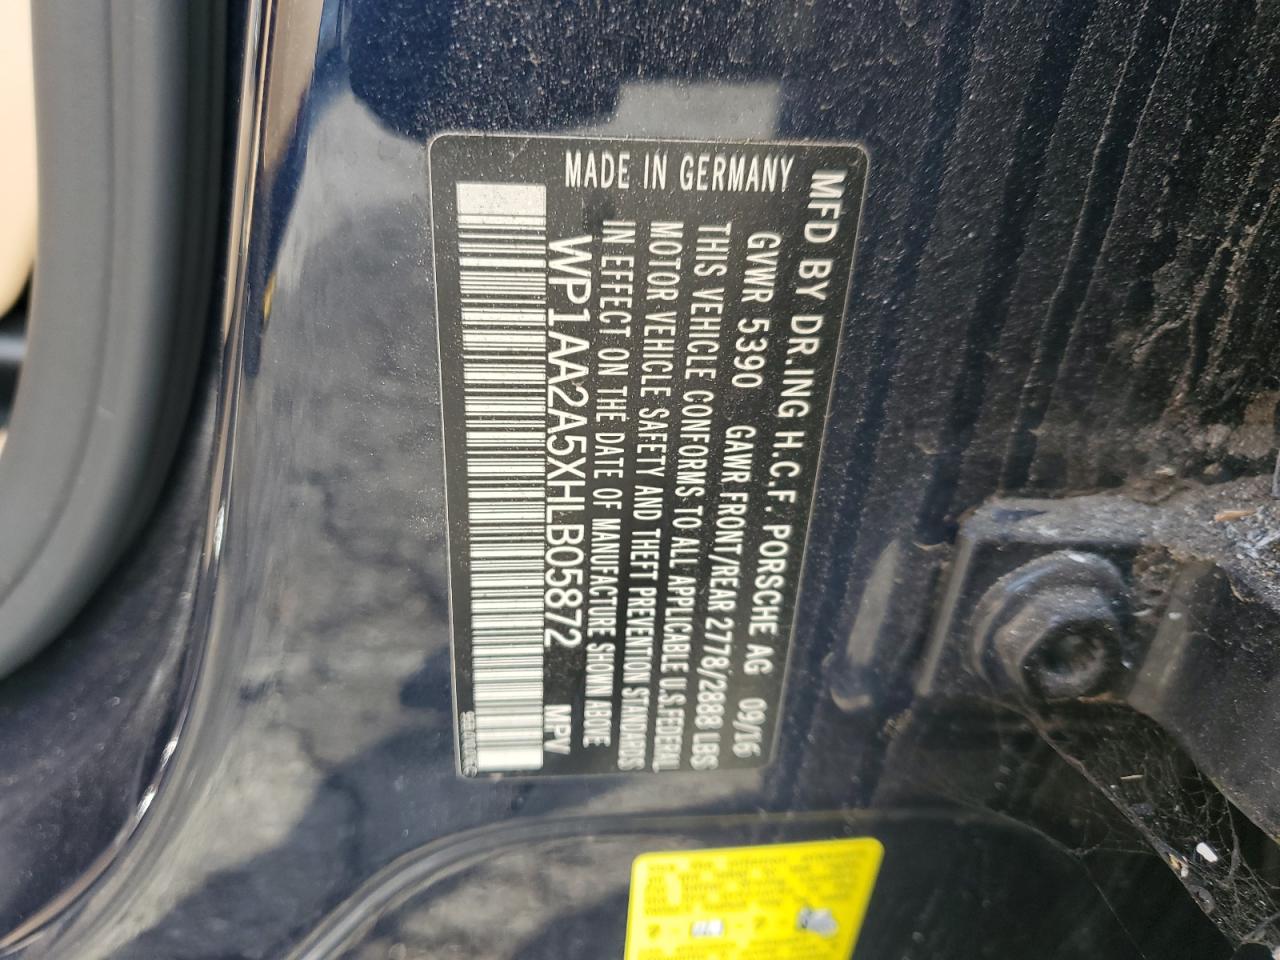 MFD BY DR.ING H.C.F. PORSCHE AG 09/16
GVWR 5390 GAWR FRONT/REAR 2778/2888 LBS
THIS VEHICLE CONFORMS TO ALL APPLICABLE U.S.FEDERAL
MOTOR VEHICLE SAFETY AND THEFT PREVENTION STANDARDS
IN EFFECT ON THE DATE OF MANUFACTURE SHOWN ABOVE
WP1AA2A5XHLB05872 MPV
MADE IN GERMANY